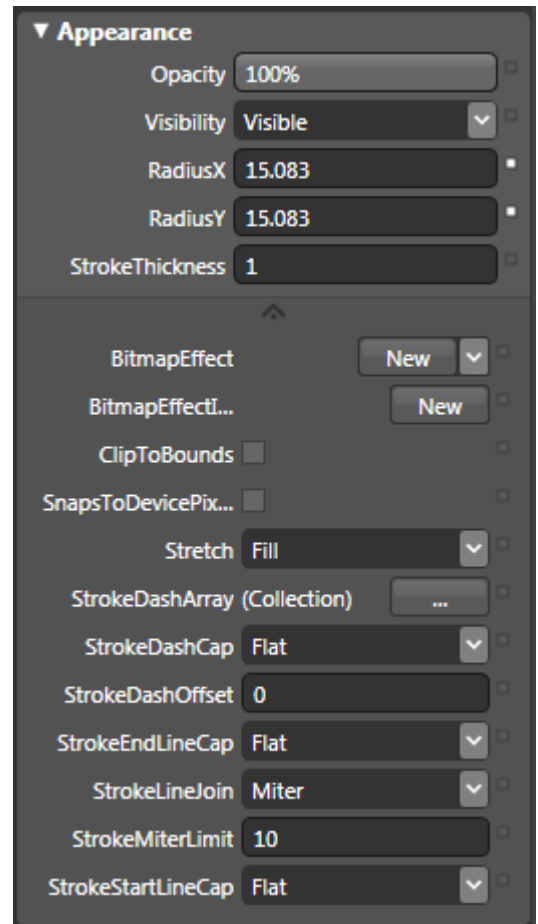 Appearance
Opacity 100%
Visibility Visible
RadiusX 15.083
RadiusY 15.083
StrokeThickness 1
BitmapEffect New
BitmapEffectI... New
ClipToBounds
SnapsToDevicePix...
Stretch Fill
StrokeDashArray (Collection) ...
StrokeDashCap Flat
StrokeDashOffset 0
StrokeEndLineCap Flat
StrokeLineJoin Miter
StrokeMiterLimit 10
StrokeStartLineCap Flat